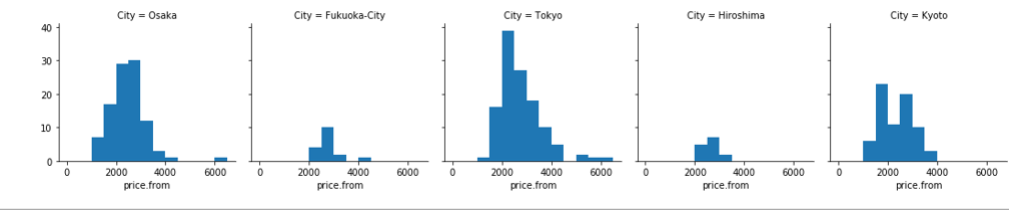 City = Osaka
City = Fukuoka-City
City = Tokyo
City = Hiroshima
City = Kyoto
40
30
20
10
0
0 2000 4000 6000
0 2000 4000 6000
0 2000 4000 6000
0 2000 4000 6000
0 2000 4000 6000
price.from
price.from
price.from
price.from
price.from